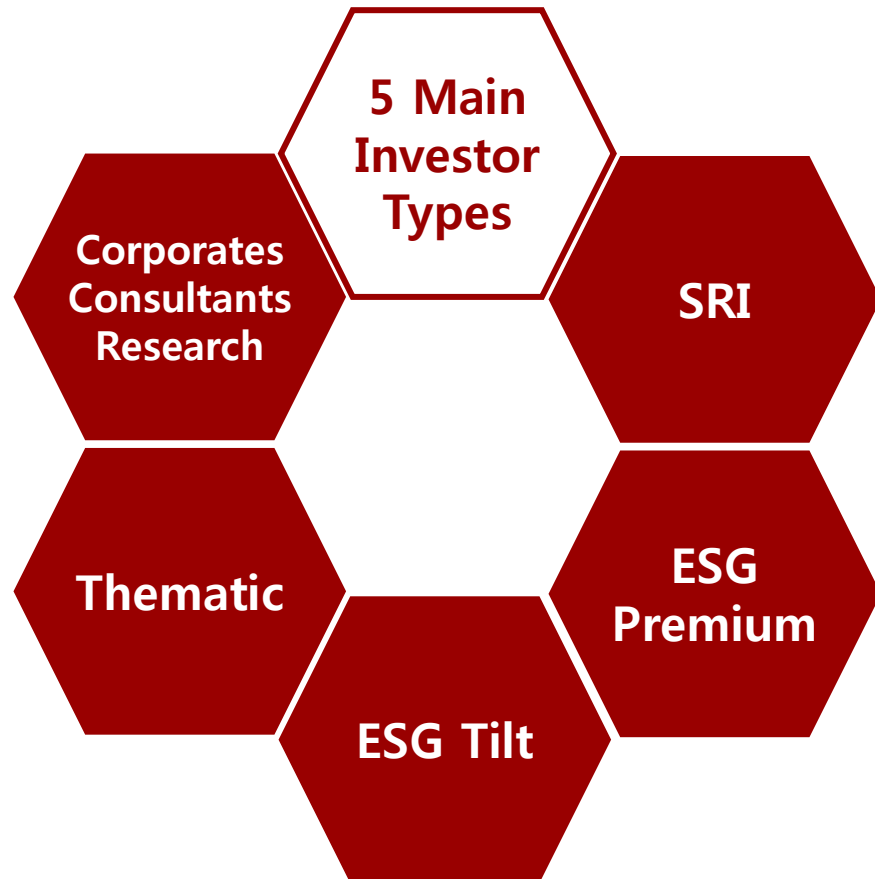 5 Main
Investor
Types
SRI
ESG
Premium
ESG Tilt
Thematic
Corporates
Consultants
Research